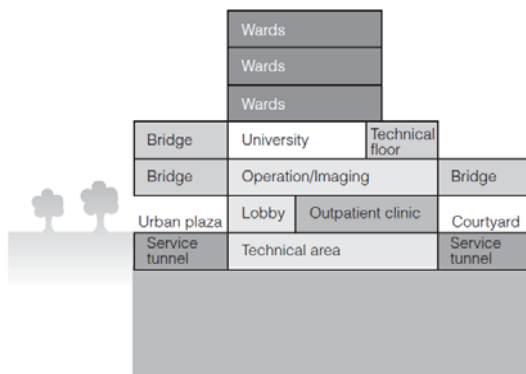 Wards
Wards
Wards
Bridge University Technical
floor
Bridge Operation/Imaging Bridge
Urban plaza Lobby Outpatient clinic Courtyard
Service
tunnel Technical area Service
tunnel